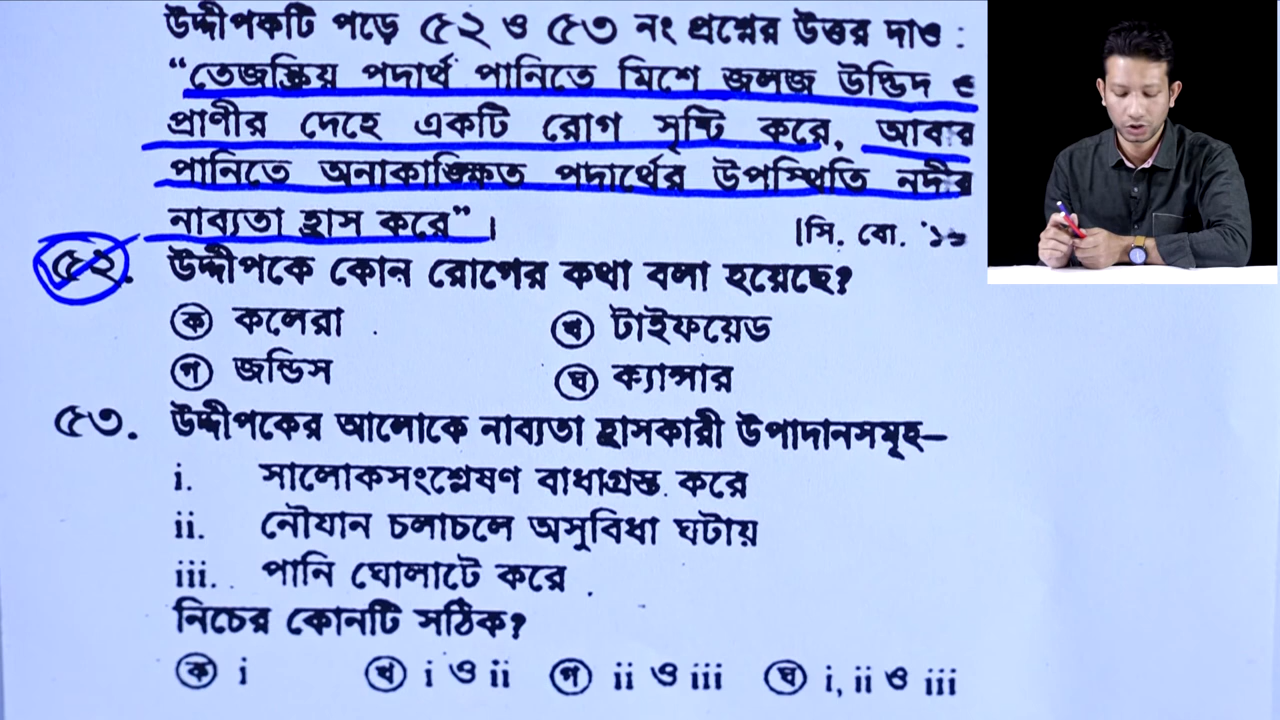 উদ্দীপকটি পড়ে ৫২ ও ৫৩ নং প্রশ্নের উত্তর দাও :
“তেজস্ক্রিয় পদার্থ পানিতে মিশে জলজ উদ্ভিদ ও
প্রাণীর দেহে একটি রোগ সৃষ্টি করে, আবার
পানিতে অনাকাঙ্ক্ষিত পদার্থের উপস্থিতি নদীর
নাব্যতা হ্রাস করে”।
[সি. বো.
৫২. উদ্দীপকে কোন রোগের কথা বলা হয়েছে?
ক কলেরা খ টাইফয়েড
গ জন্ডিস ঘ ক্যান্সার
৫৩. উদ্দীপকের আলোকে নাব্যতা হ্রাসকারী উপাদানসমূহ–
i. সালোকসংশ্লেষণ বাধাগ্রস্ত করে
ii. নৌযান চলাচলে অসুবিধা ঘটায়
iii. পানি ঘোলাটে করে
নিচের কোনটি সঠিক?
ক i খ i ও ii গ ii ও iii ঘ i, ii ও iii